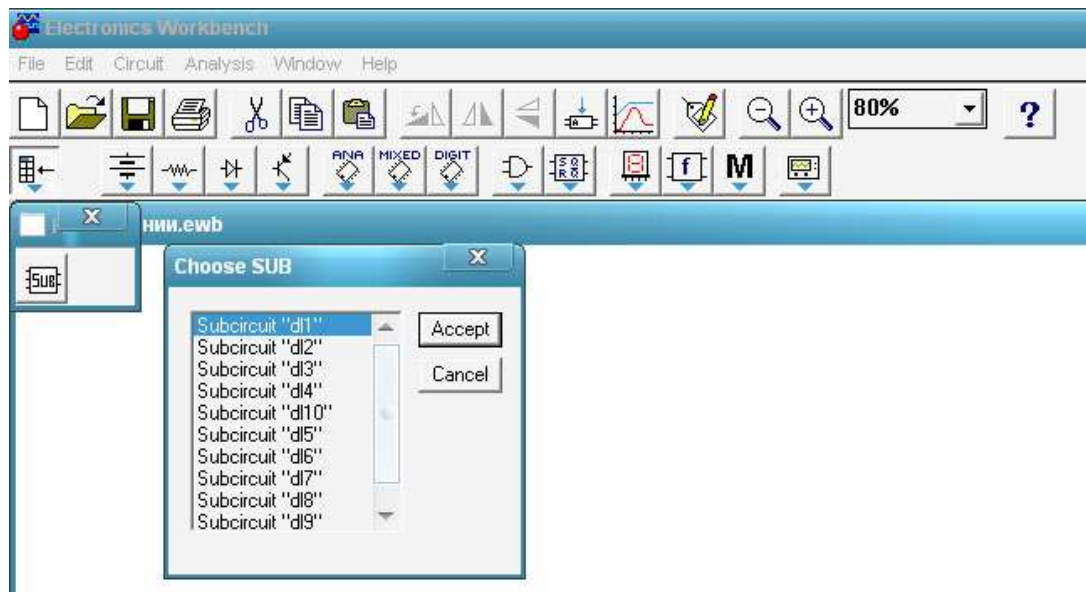 Electronics Workbench
File Edit Circuit Analysis Window Help
80% ?
ANA MIXED DIGIT
f M
нии.ewb
SUB
Choose SUB
Subcircuit "dl1"
Subcircuit "dl2"
Subcircuit "dl3"
Subcircuit "dl4"
Subcircuit "dl10"
Subcircuit "dl5"
Subcircuit "dl6"
Subcircuit "dl7"
Subcircuit "dl8"
Subcircuit "dl9"
Accept
Cancel